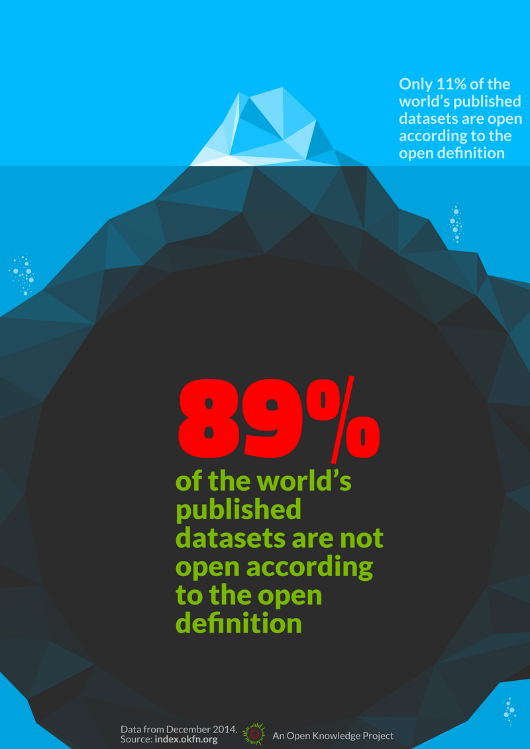 Only 11% of the
world's published
datasets are open
according to the
open definition
89%
of the world's
published
datasets are not
open according
to the open
definition
Data from December 2014.
Source: index.okfn.org
An Open Knowledge Project